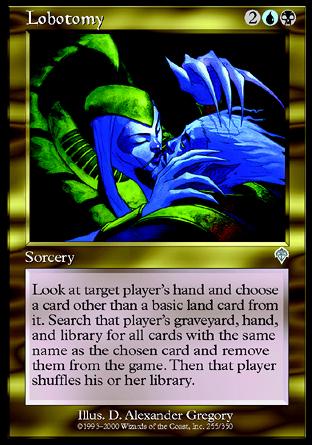 Lobotomy 2
Sorcery
Look at target player's hand and choose
a card other than a basic land card from
it. Search that player's graveyard, hand,
and library for all cards with the same
name as the chosen card and remove
them from the game. Then that player
shuffles his or her library.
Illus. D. Alexander Gregory
©1993-2000 Wizards of the Coast, Inc. 255/350